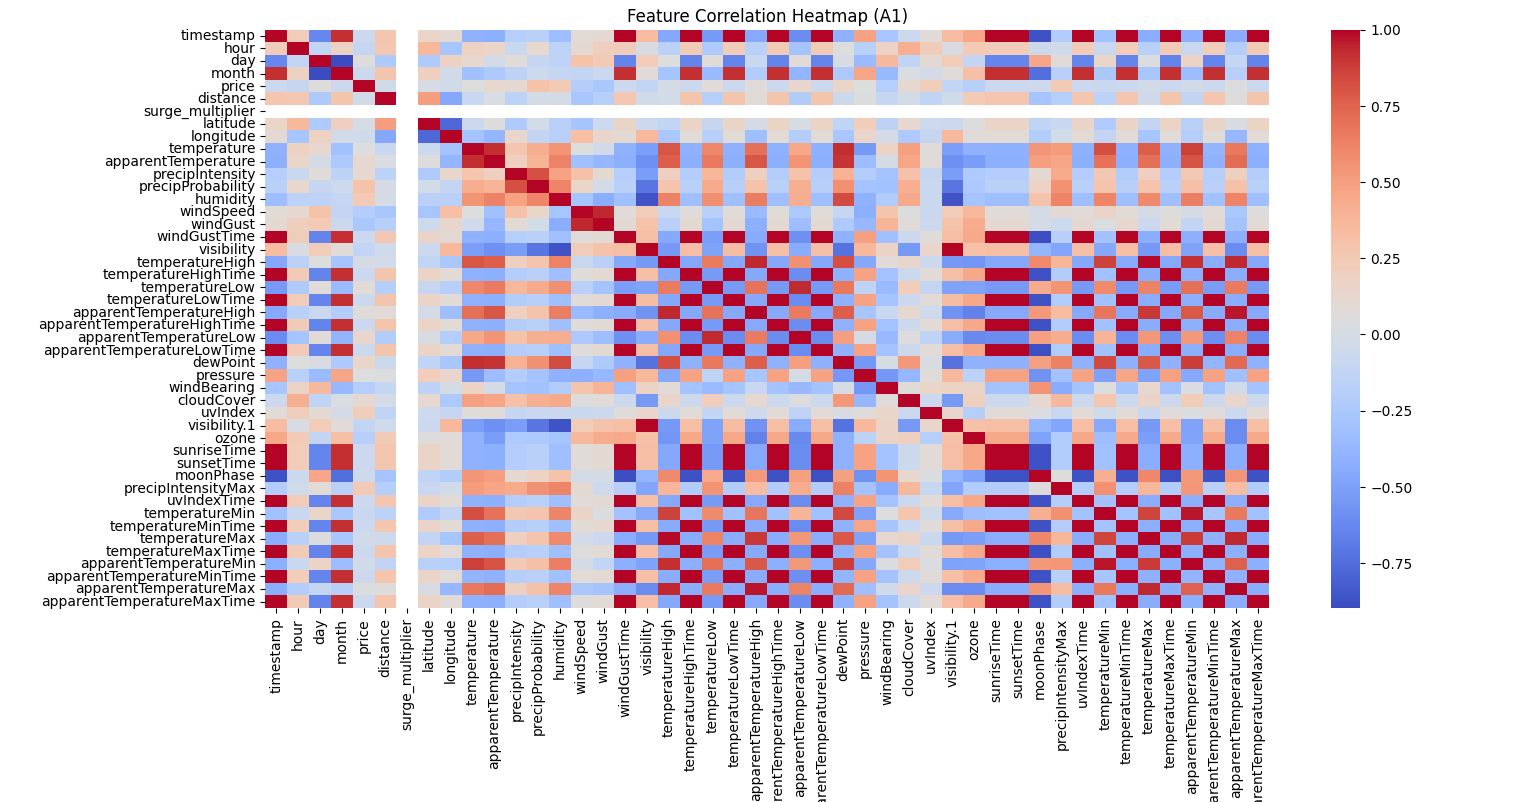 Feature Correlation Heatmap (A1)
timestamp
hour
day
month
price
distance
surge_multiplier
latitude
longitude
temperature
apparentTemperature
precipIntensity
precipProbability
humidity
windSpeed
windGust
windGustTime
visibility
temperatureHigh
temperatureHighTime
temperatureLow
temperatureLowTime
apparentTemperatureHigh
apparentTemperatureHighTime
apparentTemperatureLow
apparentTemperatureLowTime
dewPoint
pressure
windBearing
cloudCover
uvIndex
visibility.1
ozone
sunriseTime
sunsetTime
moonPhase
precipIntensityMax
uvIndexTime
temperatureMin
temperatureMinTime
temperatureMax
temperatureMaxTime
apparentTemperatureMin
apparentTemperatureMinTime
apparentTemperatureMax
apparentTemperatureMaxTime
timestamp
hour
day
month
price
distance
surge_multiplier
latitude
longitude
temperature
apparentTemperature
precipIntensity
precipProbability
humidity
windSpeed
windGust
windGustTime
visibility
temperatureHigh
temperatureHighTime
temperatureLow
temperatureLowTime
apparentTemperatureHigh
parentTemperatureHighTime
apparentTemperatureLow
parentTemperatureLowTime
dewPoint
pressure
windBearing
cloudCover
uvIndex
visibility.1
ozone
sunriseTime
sunsetTime
moonPhase
precipIntensityMax
uvIndexTime
temperatureMin
temperatureMinTime
temperatureMax
temperatureMaxTime
apparentTemperatureMin
parentTemperatureMinTime
apparentTemperatureMax
parentTemperatureMaxTime
1.00
0.75
0.50
0.25
0.00
−0.25
−0.50
−0.75